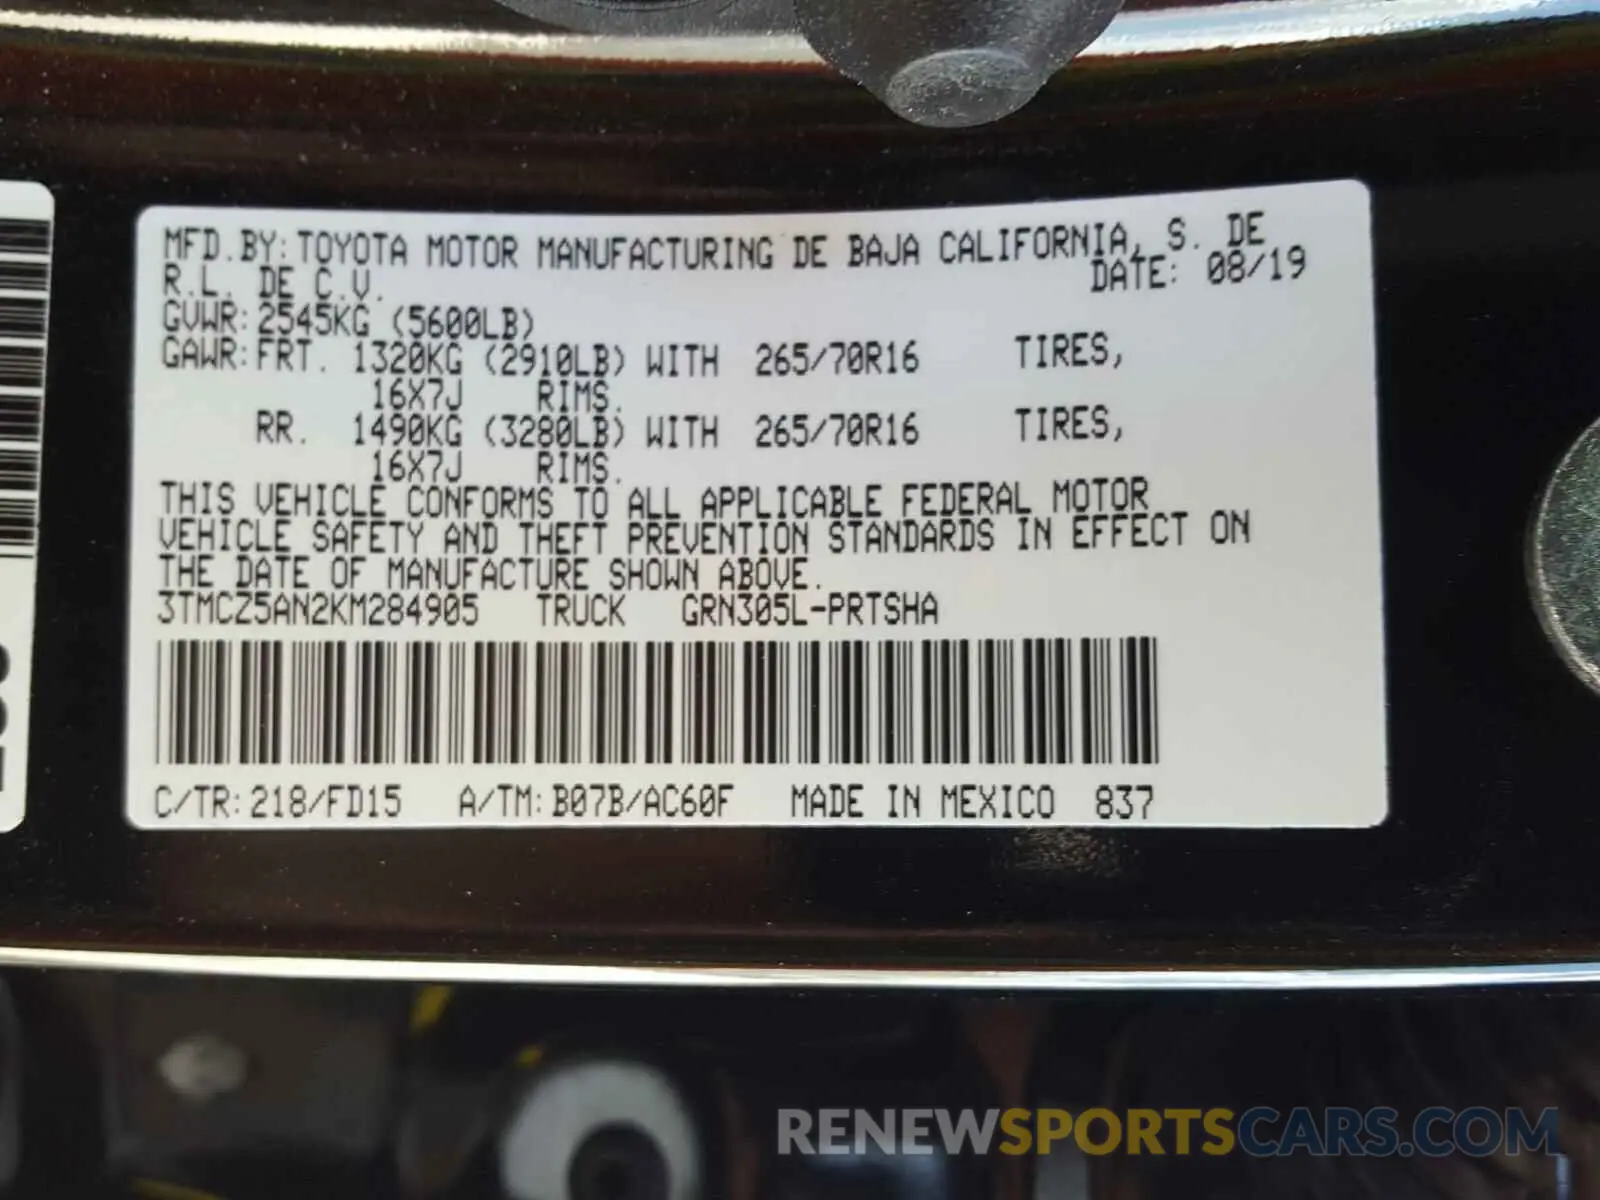 MFD.BY:TOYOTA MOTOR MANUFACTURING DE BAJA CALIFORNIA, S. DE
R.L. DE C.V. DATE: 08/19
GVWR:2545KG (5600LB)
GAWR:FRT. 1320KG (2910LB) WITH 265/70R16 TIRES,
16X7J RIMS.
RR. 1490KG (3280LB) WITH 265/70R16 TIRES,
16X7J RIMS.
THIS VEHICLE CONFORMS TO ALL APPLICABLE FEDERAL MOTOR
VEHICLE SAFETY AND THEFT PREVENTION STANDARDS IN EFFECT ON
THE DATE OF MANUFACTURE SHOWN ABOVE.
3TMCZ5AN2KM284905 TRUCK GRN305L-PRTSHA
C/TR:218/FD15 A/TM:B07B/AC60F MADE IN MEXICO 837
RENEWSPORTSCARS.COM